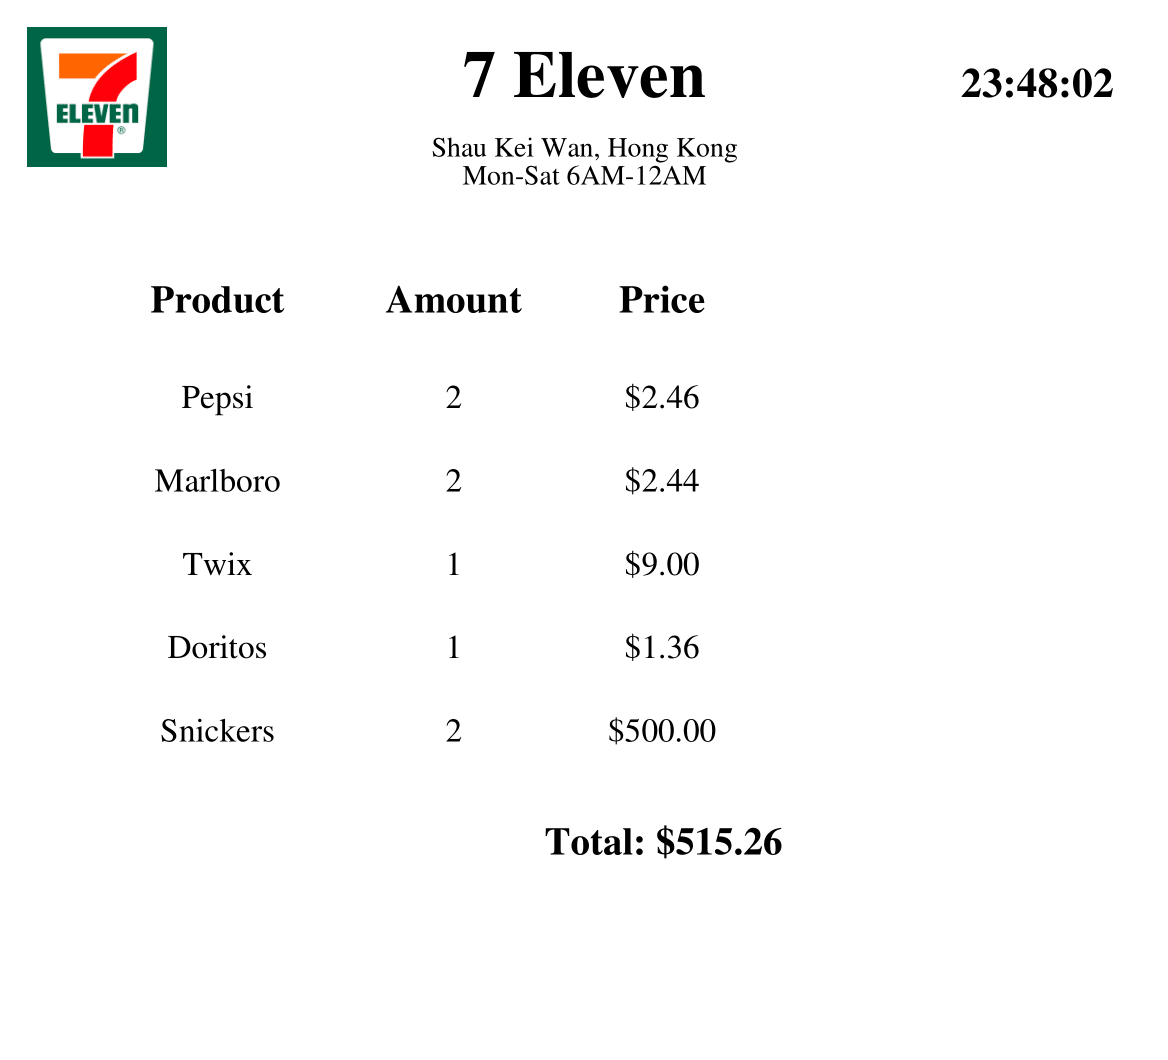 7
ELEVEN
®
7 Eleven
23:48:02
Shau Kei Wan, Hong Kong
Mon-Sat 6AM-12AM
Product Amount Price
Pepsi 2 $2.46
Marlboro 2 $2.44
Twix 1 $9.00
Doritos 1 $1.36
Snickers 2 $500.00
Total: $515.26